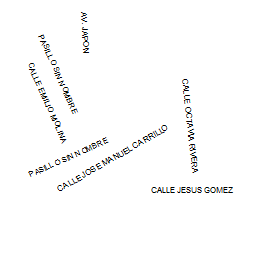 AV. JAPON
PASILLO SIN NOMBRE
CALLE EMILIO MOLINA
CALLE OCTAVIA RIVERA
PASILLO SIN NOMBRE
CALLE JOSE MANUEL CARRILLO
CALLE JESUS GOMEZ